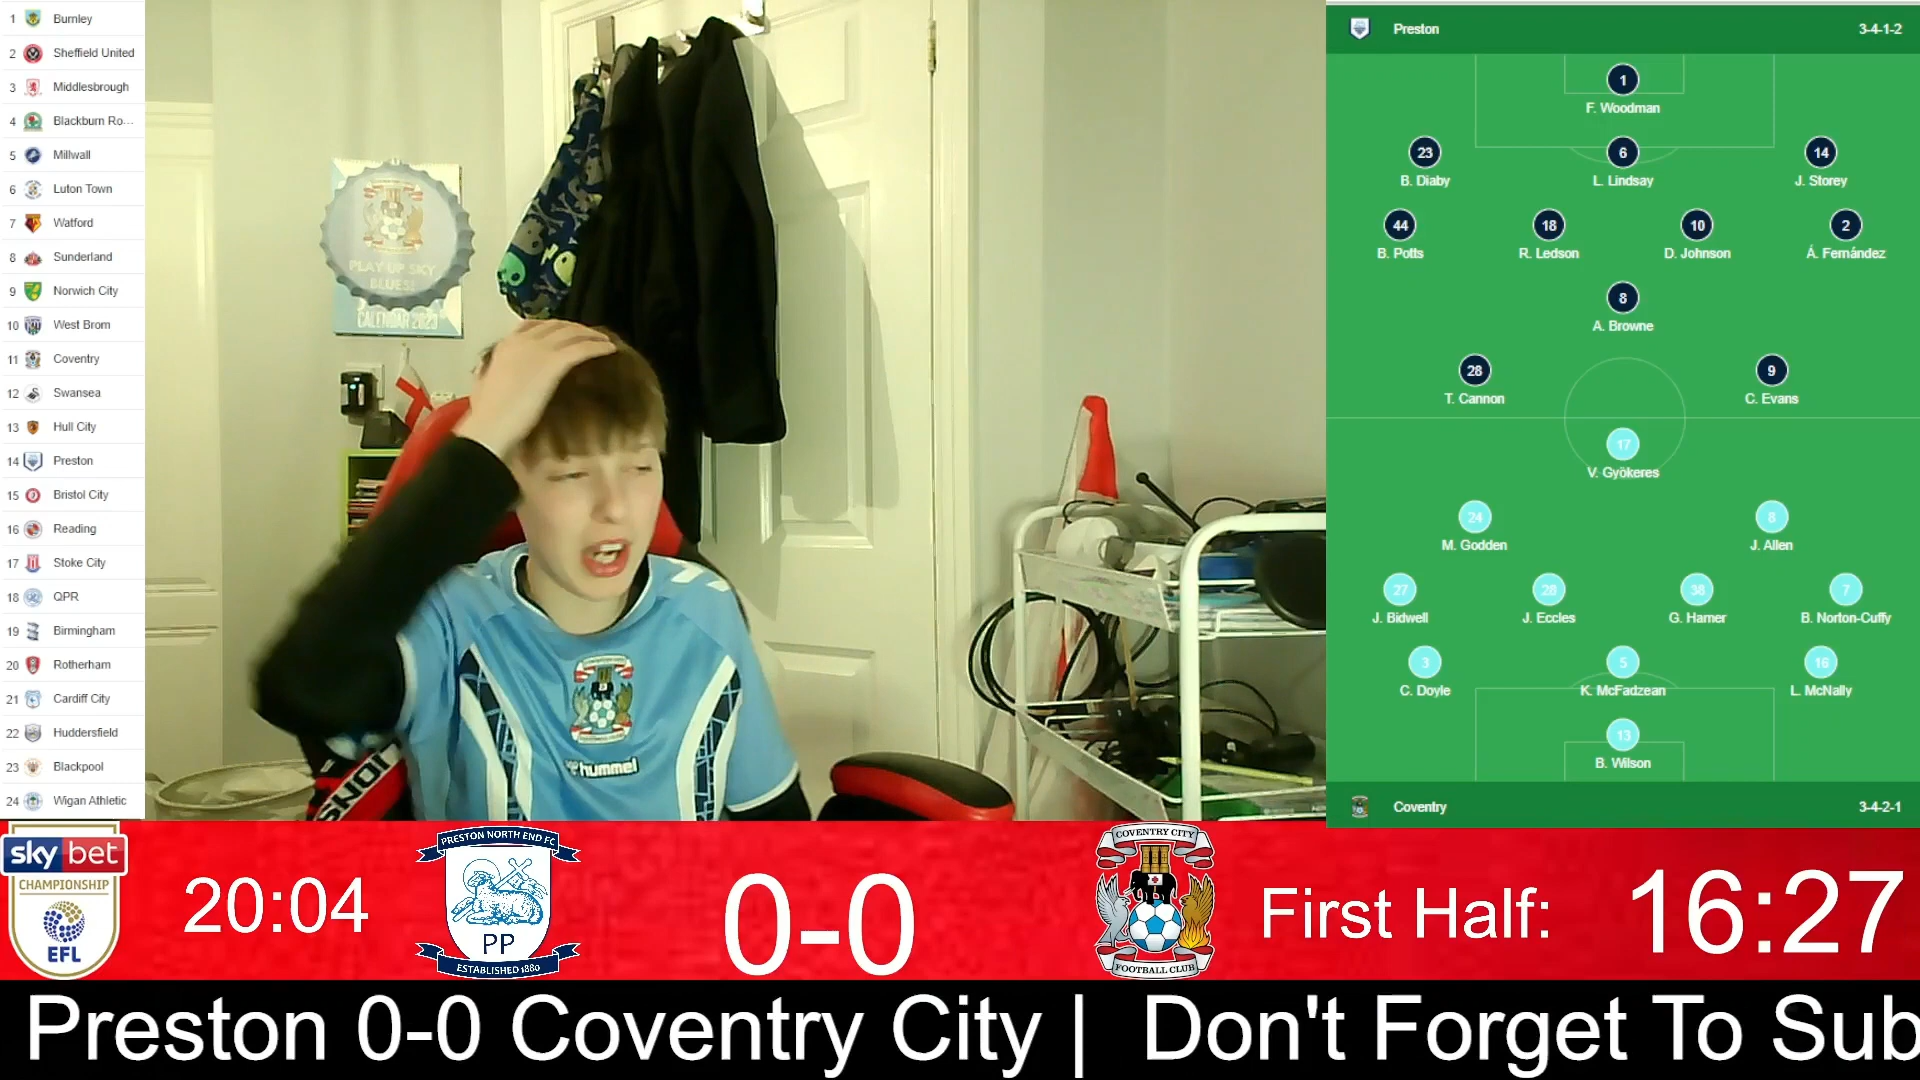 1 Burnley
2 Sheffield United
3 Middlesbrough
4 Blackburn Ro...
5 Millwall
6 Luton Town
7 Watford
8 Sunderland
9 Norwich City
10 West Brom
11 Coventry
12 Swansea
13 Hull City
14 Preston
15 Bristol City
16 Reading
17 Stoke City
18 QPR
19 Birmingham
20 Rotherham
21 Cardiff City
22 Huddersfield
23 Blackpool
24 Wigan Athletic
PLAY UP SKY
BLUES!
CALENDAR 2023
hummel
Preston 3-4-1-2
1
F. Woodman
23 6 14
B. Diaby L. Lindsay J. Storey
44 18 10 2
B. Potts R. Ledson D. Johnson Á. Fernández
8
A. Browne
28 9
T. Cannon C. Evans
17
V. Gyökeres
24 8
M. Godden J. Allen
27 28 38 7
J. Bidwell J. Eccles G. Hamer B. Norton-Cuffy
3 5 16
C. Doyle K. McFadzean L. McNally
13
B. Wilson
Coventry 3-4-2-1
sky bet
CHAMPIONSHIP
EFL
20:04
PRESTON NORTH END FC
PP
ESTABLISHED 1880
0-0
COVENTRY CITY
FOOTBALL CLUB
First Half: 16:27
Preston 0-0 Coventry City | Don't Forget To Sub